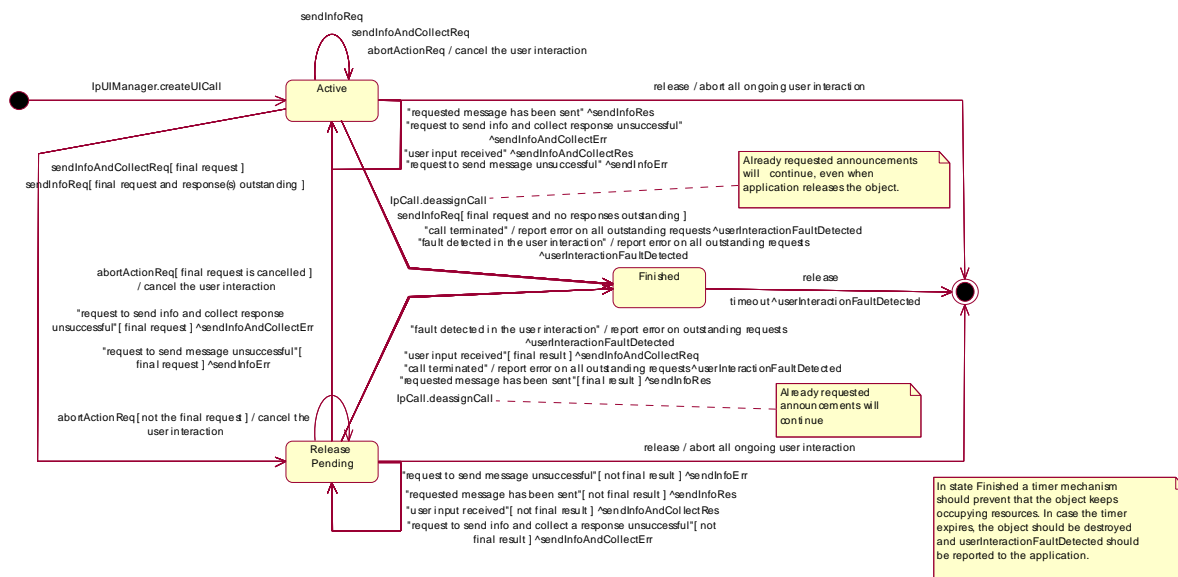 sendInfoReq
sendInfoAndCollectReq
abortActionReq / cancel the user interaction
IpUIManager.createUICall
Active
release / abort all ongoing user interaction
"requested message has been sent" ^sendInfoRes
"request to send info and collect response unsuccessful"
^sendInfoAndCollectErr
"user input received" ^sendInfoAndCollectRes
"request to send message unsuccessful" ^sendInfoErr
sendInfoAndCollectReq[ final request ]
sendInfoReq[ final request and response(s) outstanding ]
Already requested announcements
will continue, even when
application releases the object.
IpCall.deassignCall
sendInfoReq[ final request and no responses outstanding ]
"call terminated" / report error on all outstanding requests ^userInteractionFaultDetected
"fault detected in the user interaction" / report error on all outstanding requests
^userInteractionFaultDetected
abortActionReq[ final request is cancelled ]
/ cancel the user interaction
Finished
release
timeout ^userInteractionFaultDetected
"request to send info and collect response
unsuccessful"[ final request ] ^sendInfoAndCollectErr
"request to send message unsuccessful"[
final request ] ^sendInfoErr
"fault detected in the user interaction" / report error on outstanding requests
^userInteractionFaultDetected
"user input received"[ final result ] ^sendInfoAndCollectReq
"call terminated" / report error on all outstanding requests^userInteractionFaultDetected
"requested message has been sent"[ final result ] ^sendInfoRes
IpCall.deassignCall
Already requested
announcements will
continue
abortActionReq[ not the final request ] / cancel the
user interaction
Release
Pending
release / abort all ongoing user interaction
"request to send message unsuccessful"[ not final result ] ^sendInfoErr
"requested message has been sent"[ not final result ] ^sendInfoRes
"user input received"[ not final result ] ^sendInfoAndCollectRes
"request to send info and collect a response unsuccessful"[ not
final result ] ^sendInfoAndCollectErr
In state Finished a timer mechanism
should prevent that the object keeps
occupying resources. In case the timer
expires, the object should be destroyed
and userInteractionFaultDetected should
be reported to the application.